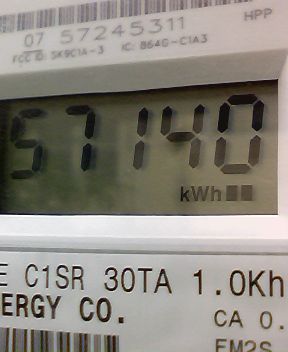 HPP
07 57245311
FCC ID: SK9C1A-3 IC: 864G-C1A3
57140
kWh
E C1SR 30TA 1.0Kh
NERGY CO.
CA 0.
EM2S